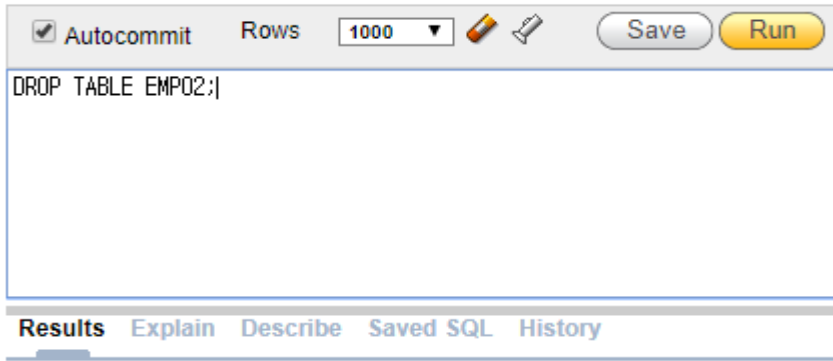 Autocommit Rows 1000 Save Run
DROP TABLE EMP02;
Results Explain Describe Saved SQL History